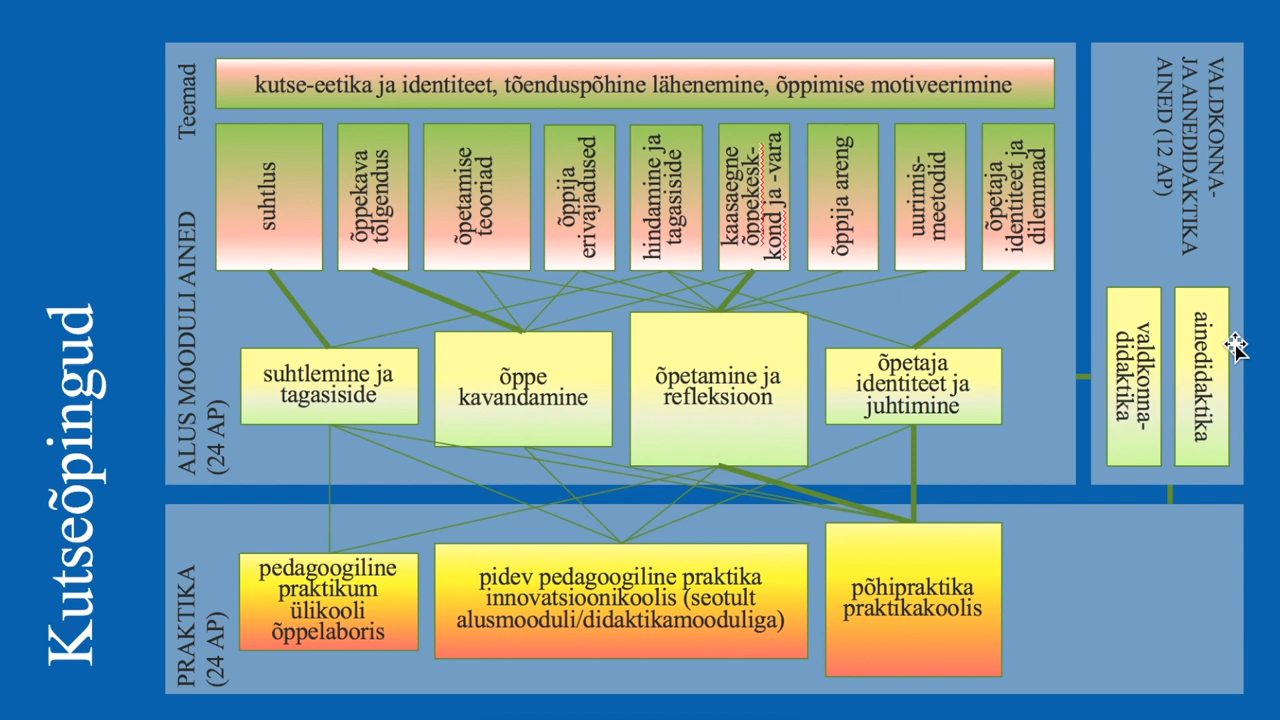 Kutseõpingud
Teemad
kutse-eetika ja identiteet, tõenduspõhine lähenemine, õppimise motiveerimine
suhtlus
õppekava
tõlgendus
õpetamise
teooriad
õppija
erivajadused
hindamine ja
tagasiside
kaasaegne
õppekesk-
kond ja -vara
õppija areng
uurimis-
meetodid
õpetaja
identiteet ja
dilemmad
ALUS MOODULI AINED
(24 AP)
suhtlemine ja
tagasiside
õppe
kavandamine
õpetamine ja
refleksioon
õpetaja
identiteet ja
juhtimine
VALDKONNA-
JA AINEDIDAKTIKA
AINED (12 AP)
valdkonna-
didaktika
ainedidaktika
PRAKTIKA
(24 AP)
pedagoogiline
praktikum
ülikooli
õppelaboris
pidev pedagoogiline praktika
innovatsioonikoolis (seotult
alusmooduli/didaktikamooduliga)
põhipraktika
praktikakoolis